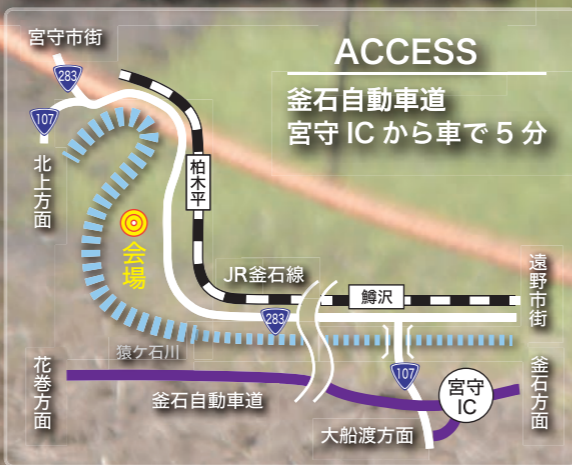 宮守市街
283
107
北上方面
会場
柏木平
ACCESS
釜石自動車道
宮守 IC から車で 5 分
JR釜石線
鱒沢
遠野市街
283
猿ケ石川
花巻方面
釜石自動車道
107
宮守
IC
釜石方面
大船渡方面